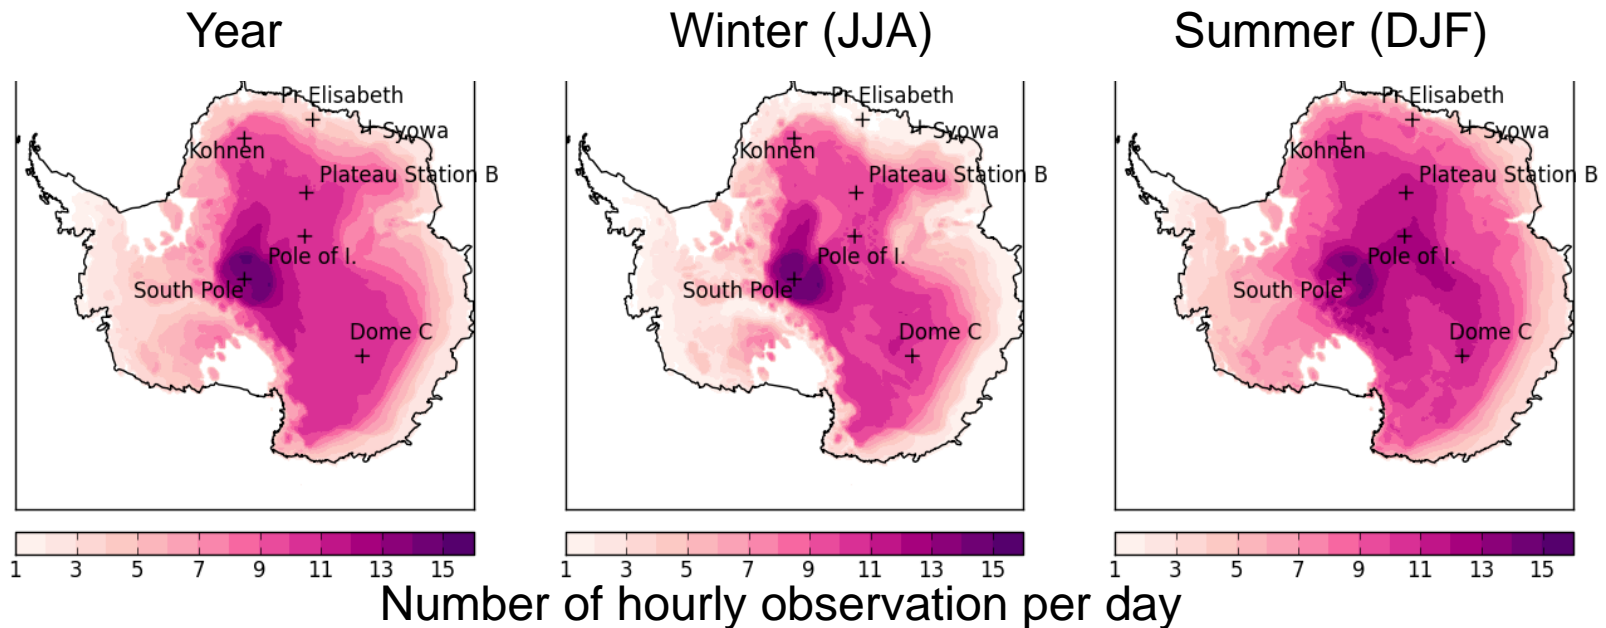 Year
Winter (JJA)
Summer (DJF)
Pr Elisabeth
Syowa
Kohnen
Plateau Station B
Pole of I.
South Pole
Dome C
Pr Elisabeth
Syowa
Kohnen
Plateau Station B
Pole of I.
South Pole
Dome C
Pr Elisabeth
Syowa
Kohnen
Plateau Station B
Pole of I.
South Pole
Dome C
1 3 5 7 9 11 13 15
1 3 5 7 9 11 13 15
1 3 5 7 9 11 13 15
Number of hourly observation per day